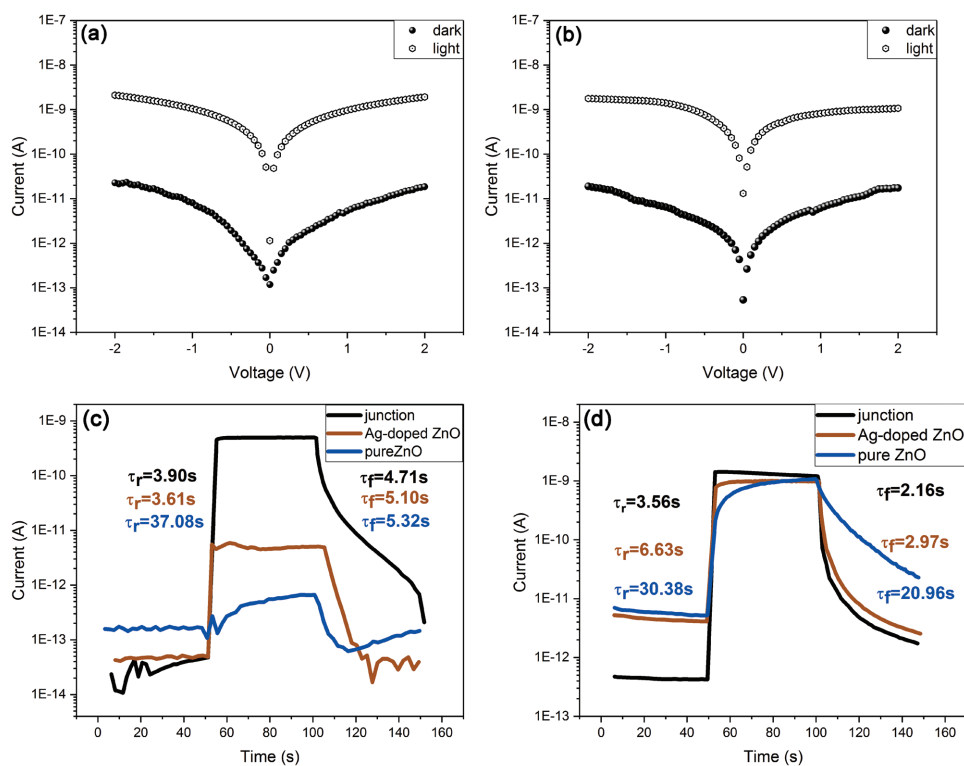 (a)
dark
light
1E-7
1E-8
1E-9
1E-10
1E-11
1E-12
1E-13
1E-14
Current (A)
-2 -1 0 1 2
Voltage (V)
(b)
dark
light
1E-7
1E-8
1E-9
1E-10
1E-11
1E-12
1E-13
1E-14
Current (A)
-2 -1 0 1 2
Voltage (V)
(c)
junction
Ag-doped ZnO
pureZnO
τr=3.90s
τr=3.61s
τr=37.08s
τf=4.71s
τf=5.10s
τf=5.32s
1E-9
1E-10
1E-11
1E-12
1E-13
1E-14
Current (A)
0 20 40 60 80 100 120 140 160
Time (s)
(d)
junction
Ag-doped ZnO
pure ZnO
τr=3.56s
τr=6.63s
τr=30.38s
τf=2.16s
τf=2.97s
τf=20.96s
1E-8
1E-9
1E-10
1E-11
1E-12
1E-13
Current (A)
0 20 40 60 80 100 120 140 160
Time (s)